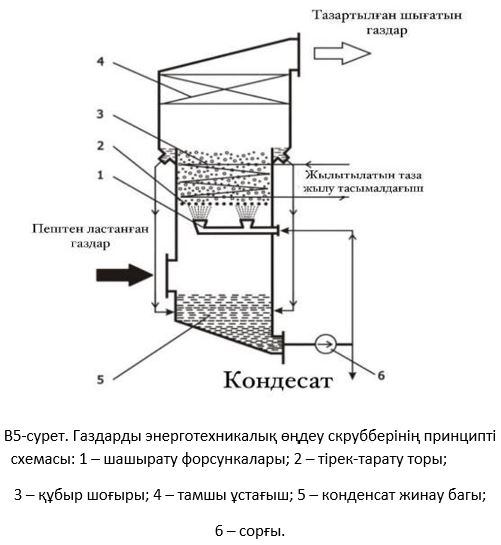 Тазартылған шығатын
газдар
4
3
2
Жылытылатын таза
1
жылу тасымалдағыш
Пештен ластанған
газдар
5
6
Кондесат
В5-сурет. Газдарды энерготехникалық өңдеу скрубберінің принципті
схемасы: 1 – шашырату форсункалары; 2 – тірек-тарату торы;
3 – құбыр шоғыры; 4 – тамшы ұстағыш; 5 – конденсат жинау бағы;
6 – сорғы.